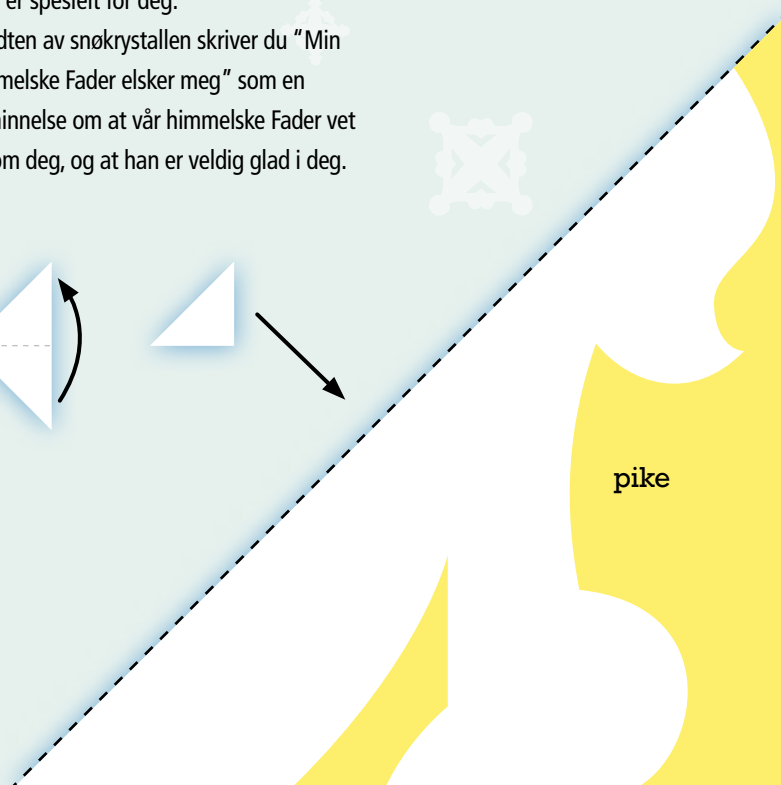 er spesielt for deg.
dten av snøkrystallen skriver du “Min
melske Fader elsker meg” som en
innelse om at vår himmelske Fader vet
om deg, og at han er veldig glad i deg.
pike